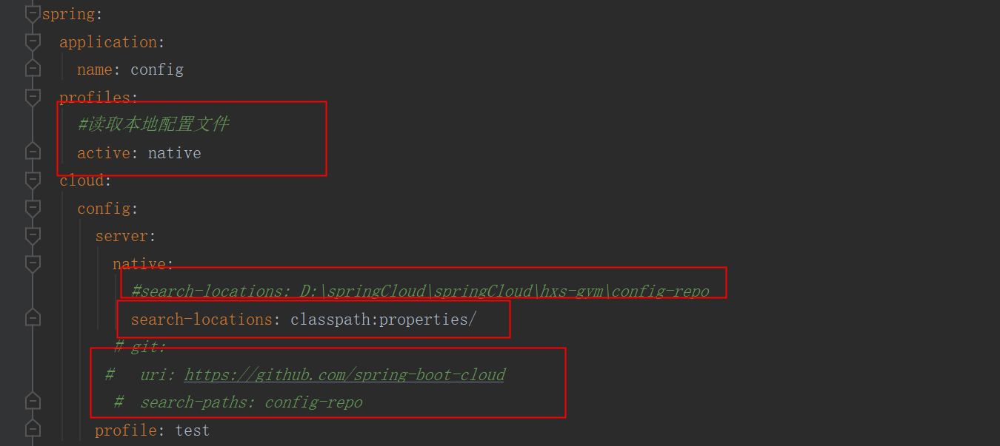 spring:
application:
name: config
profiles:
#读取本地配置文件
active: native
cloud:
config:
server:
native:
#search-locations: D:\springCloud\springCloud\hxs-gym\config-repo
search-locations: classpath:properties/
# git:
# uri: https://github.com/spring-boot-cloud
# search-paths: config-repo
profile: test